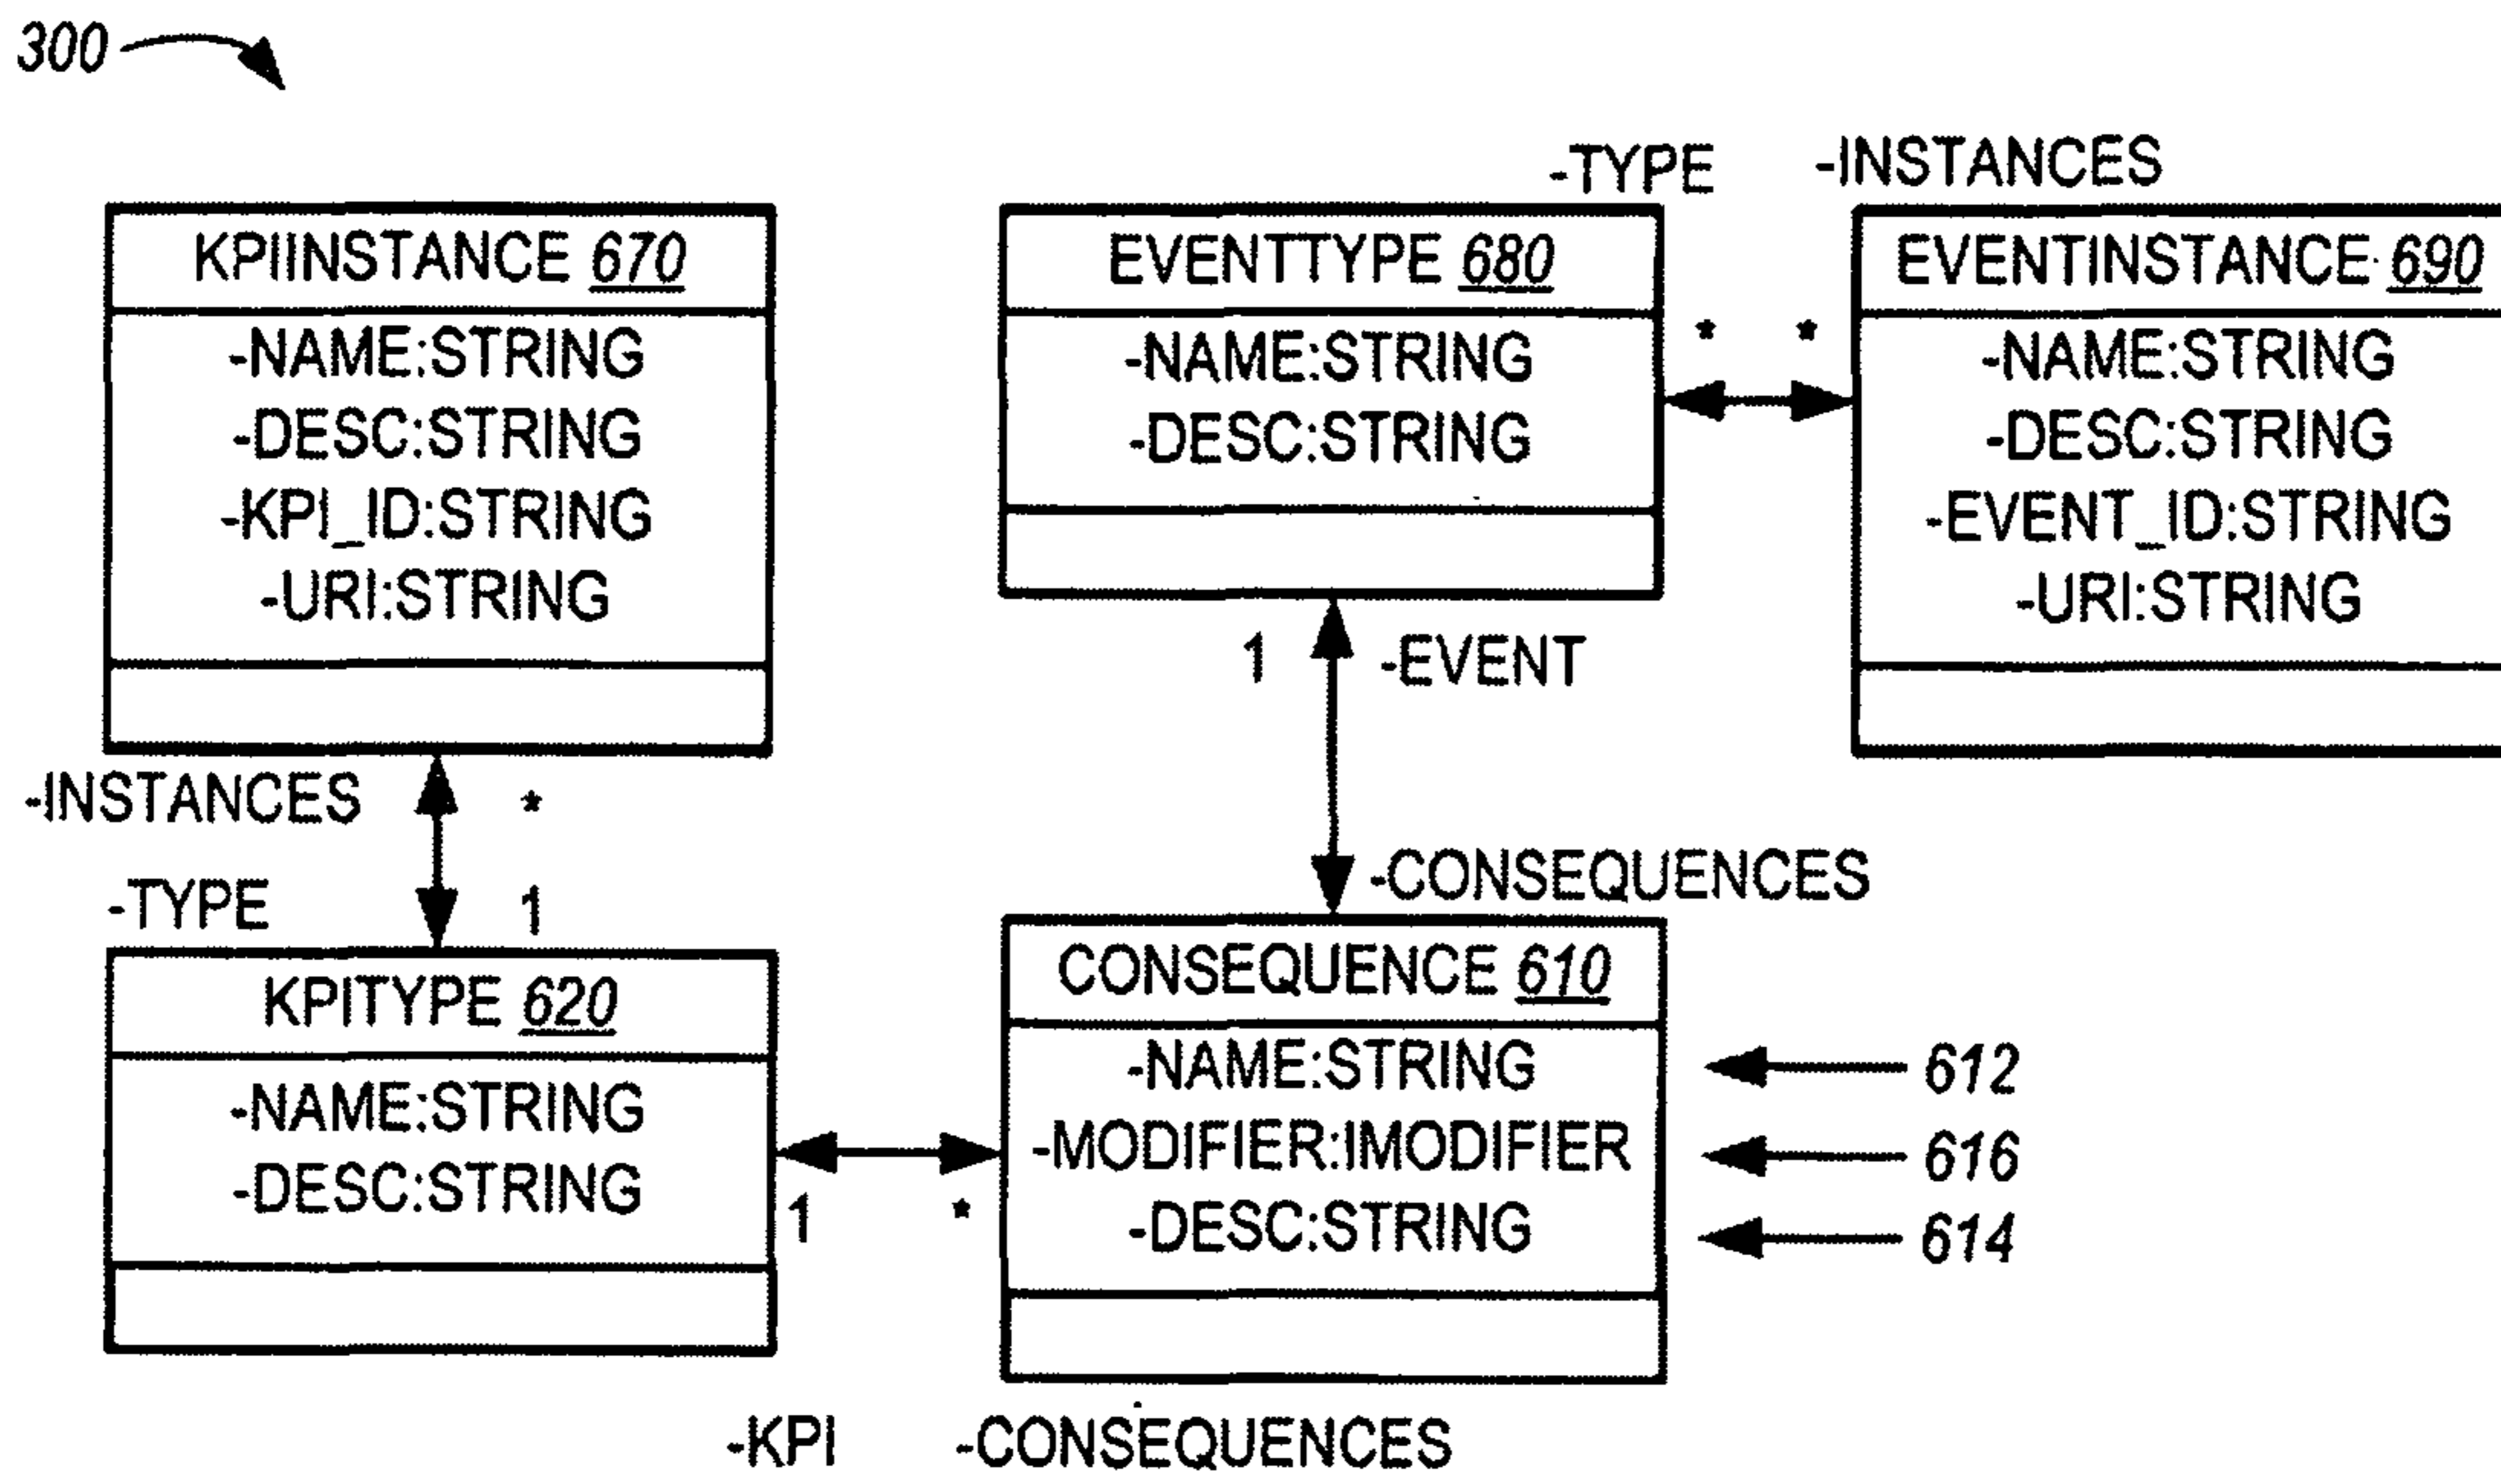 300
-TYPE -INSTANCES
KPIINSTANCE 670
-NAME:STRING
-DESC:STRING
-KPI_ID:STRING
-URI:STRING
EVENTTYPE 680
-NAME:STRING
-DESC:STRING
* *
EVENTINSTANCE 690
-NAME:STRING
-DESC:STRING
-EVENT_ID:STRING
-URI:STRING
1 -EVENT
-INSTANCES *
-TYPE 1
-CONSEQUENCES
KPITYPE 620
-NAME:STRING
-DESC:STRING
1 *
CONSEQUENCE 610
-NAME:STRING 612
-MODIFIER:IMODIFIER 616
-DESC:STRING 614
-KPI -CONSEQUENCES